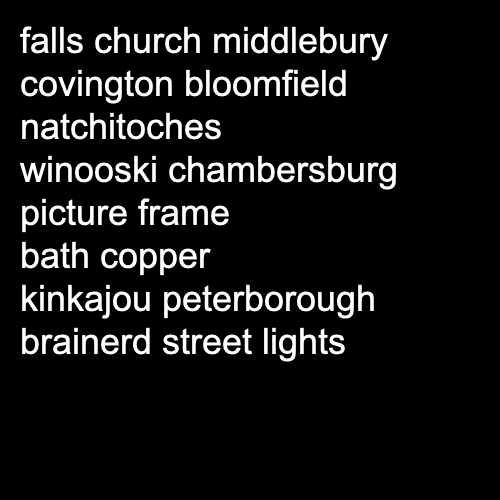 falls church middlebury
covington bloomfield
natchitoches
winooski chambersburg
picture frame
bath copper
kinkajou peterborough
brainerd street lights